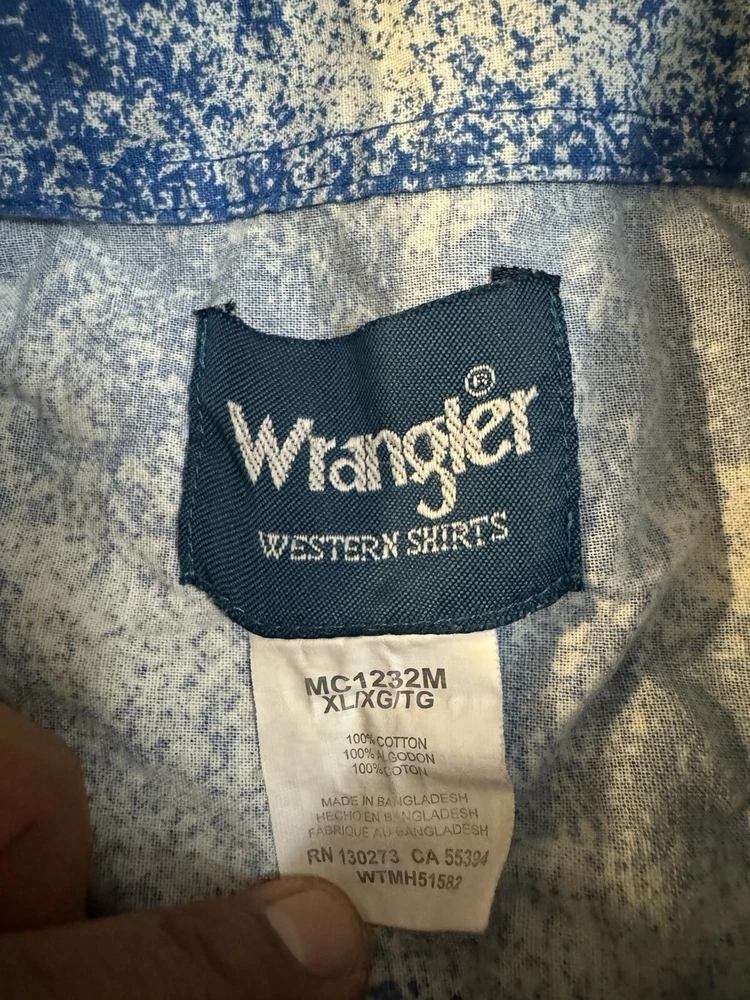 Wrangler®
WESTERN SHIRTS
MC1232M
XL/XG/TG
100% COTTON
100% ALGODON
100% COTON
MADE IN BANGLADESH
HECHO EN BANGLADESH
FABRIQUE AU BANGLADESH
RN 130273 CA 55394
WTMH51582